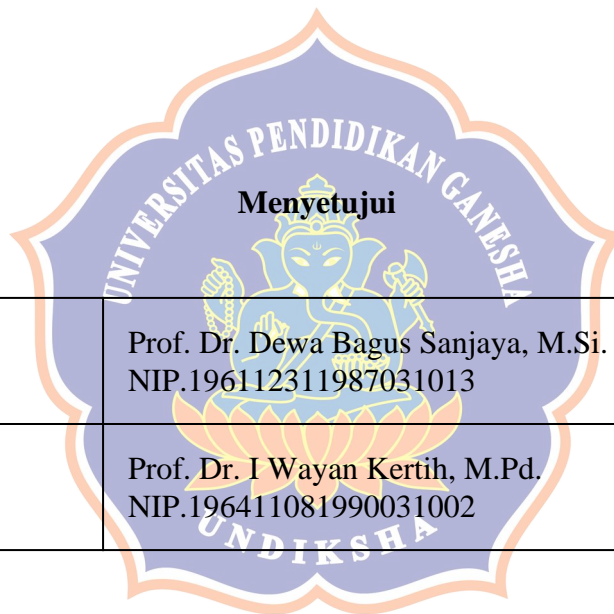 UNIVERSITAS PENDIDIKAN GANESHA
Menyetujui
Prof. Dr. Dewa Bagus Sanjaya, M.Si.
NIP.196112311987031013
Prof. Dr. I Wayan Kertih, M.Pd.
NIP.196411081990031002
UNDIKSHA